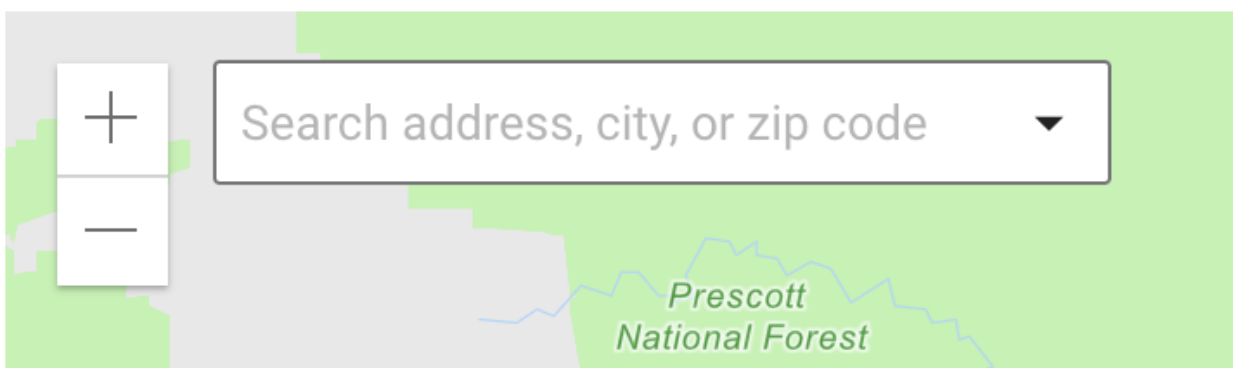 Search address, city, or zip code
Prescott
National Forest